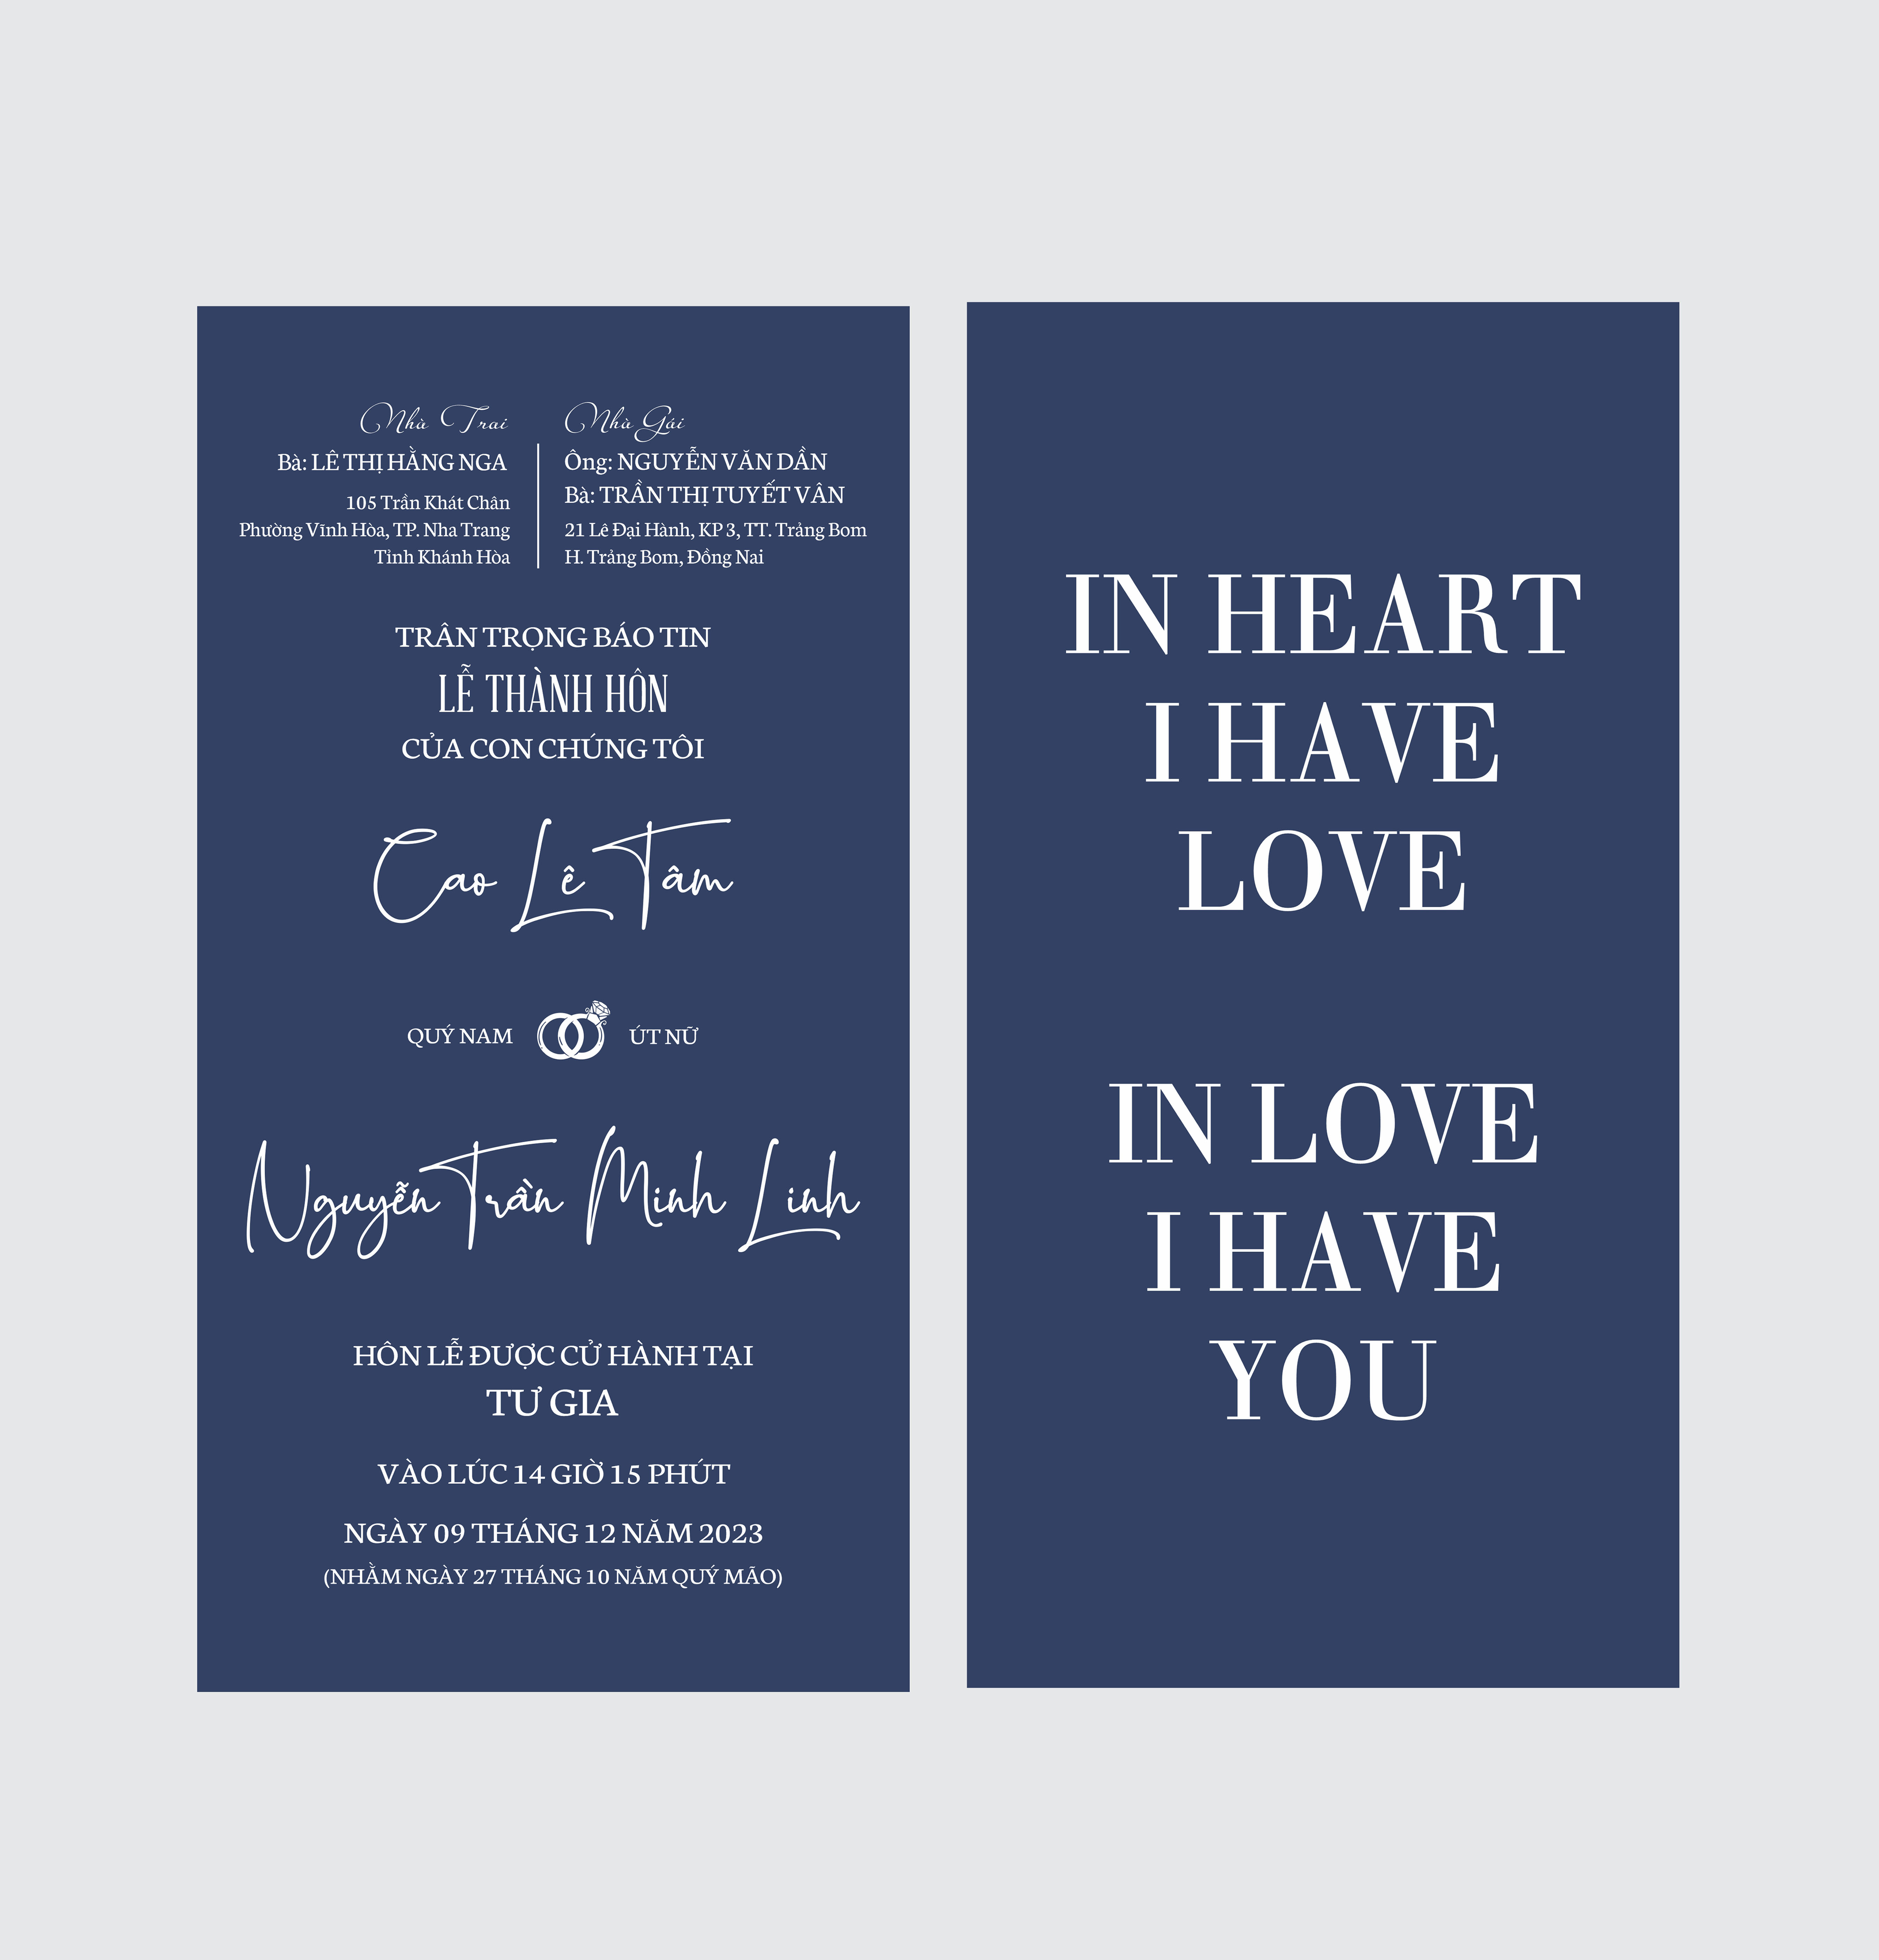 Nhà Trai
Bà: LÊ THỊ HẰNG NGA
105 Trần Khát Chân
Phường Vĩnh Hòa, TP. Nha Trang
Tỉnh Khánh Hòa
Nhà Gái
Ông: NGUYỄN VĂN DẦN
Bà: TRẦN THỊ TUYẾT VÂN
21 Lê Đại Hành, KP 3, TT. Trảng Bom
H. Trảng Bom, Đồng Nai
TRÂN TRỌNG BÁO TIN
LỄ THÀNH HÔN
CỦA CON CHÚNG TÔI
Cao Lê Tâm
QUÝ NAM ÚT NỮ
Nguyễn Trần Minh Linh
HÔN LỄ ĐƯỢC CỬ HÀNH TẠI
TƯ GIA
VÀO LÚC 14 GIỜ 15 PHÚT
NGÀY 09 THÁNG 12 NĂM 2023
(NHẰM NGÀY 27 THÁNG 10 NĂM QUÝ MÃO)
IN HEART
I HAVE
LOVE
IN LOVE
I HAVE
YOU